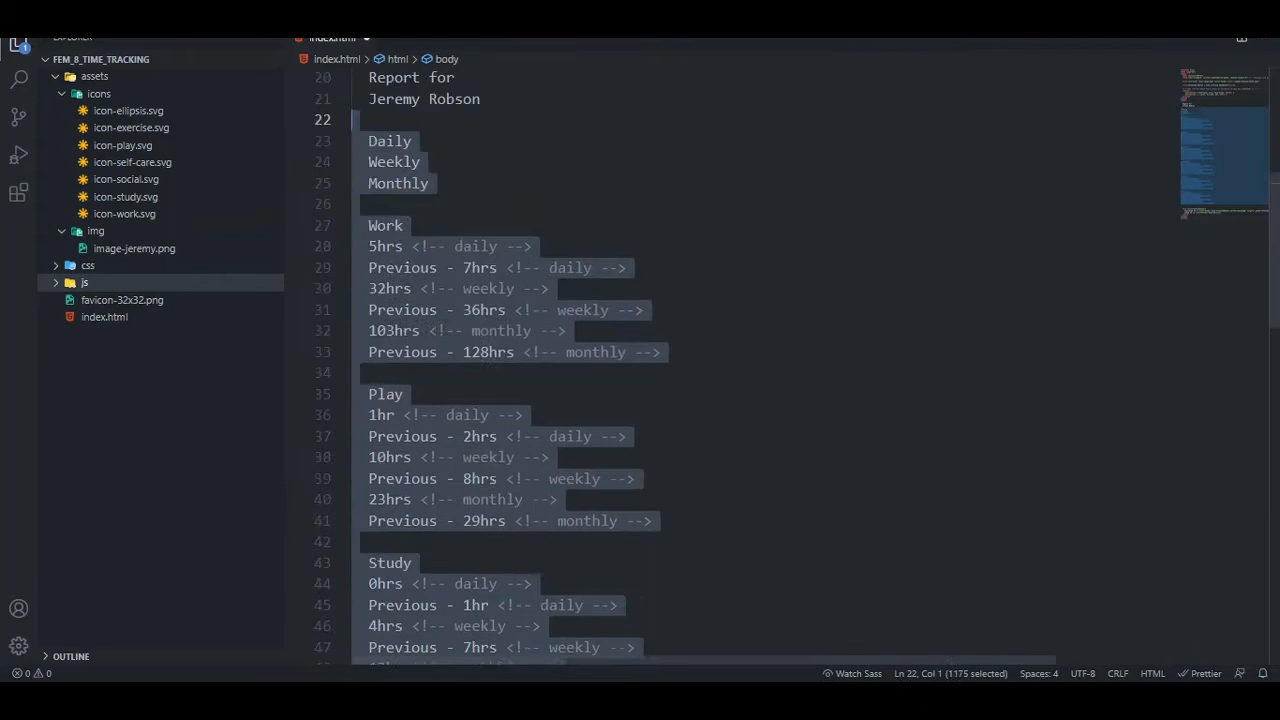 EXPLORER
index.html
FEM_8_TIME_TRACKING
assets
icons
icon-ellipsis.svg
icon-exercise.svg
icon-play.svg
icon-self-care.svg
icon-social.svg
icon-study.svg
icon-work.svg
img
image-jeremy.png
css
js
favicon-32x32.png
index.html
OUTLINE
1
index.html > html > body
20 Report for
21 Jeremy Robson
22
23 Daily
24 Weekly
25 Monthly
26
27 Work
28 5hrs <!-- daily -->
29 Previous - 7hrs <!-- daily -->
30 32hrs <!-- weekly -->
31 Previous - 36hrs <!-- weekly -->
32 103hrs <!-- monthly -->
33 Previous - 128hrs <!-- monthly -->
34
35 Play
36 1hr <!-- daily -->
37 Previous - 2hrs <!-- daily -->
38 10hrs <!-- weekly -->
39 Previous - 8hrs <!-- weekly -->
40 23hrs <!-- monthly -->
41 Previous - 29hrs <!-- monthly -->
42
43 Study
44 0hrs <!-- daily -->
45 Previous - 1hr <!-- daily -->
46 4hrs <!-- weekly -->
47 Previous - 7hrs <!-- weekly -->
0 0 Watch Sass Ln 22, Col 1 (1175 selected) Spaces: 4 UTF-8 CRLF HTML Prettier